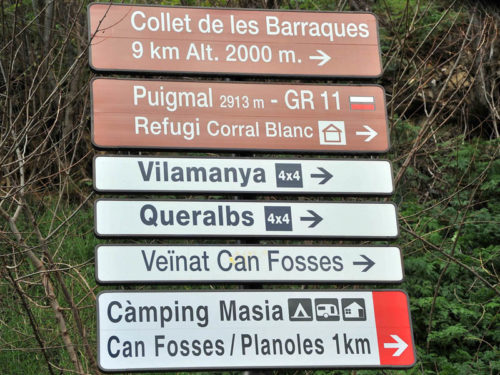 Collet de les Barraques
9 km Alt. 2000 m. →
Puigmal 2913 m - GR 11
Refugi Corral Blanc →
Vilamanya 4x4 →
Queralbs 4x4 →
Veïnat Can Fosses →
Càmping Masia
Can Fosses / Planoles 1km →